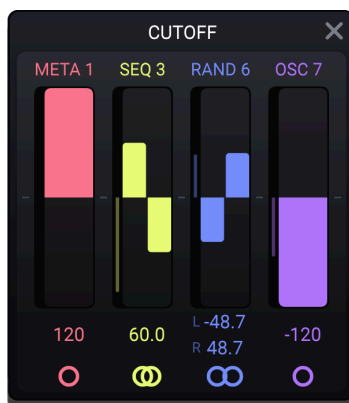 CUTOFF
META 1 SEQ 3 RAND 6 OSC 7
120 60.0 L -48.7 -120
R 48.7